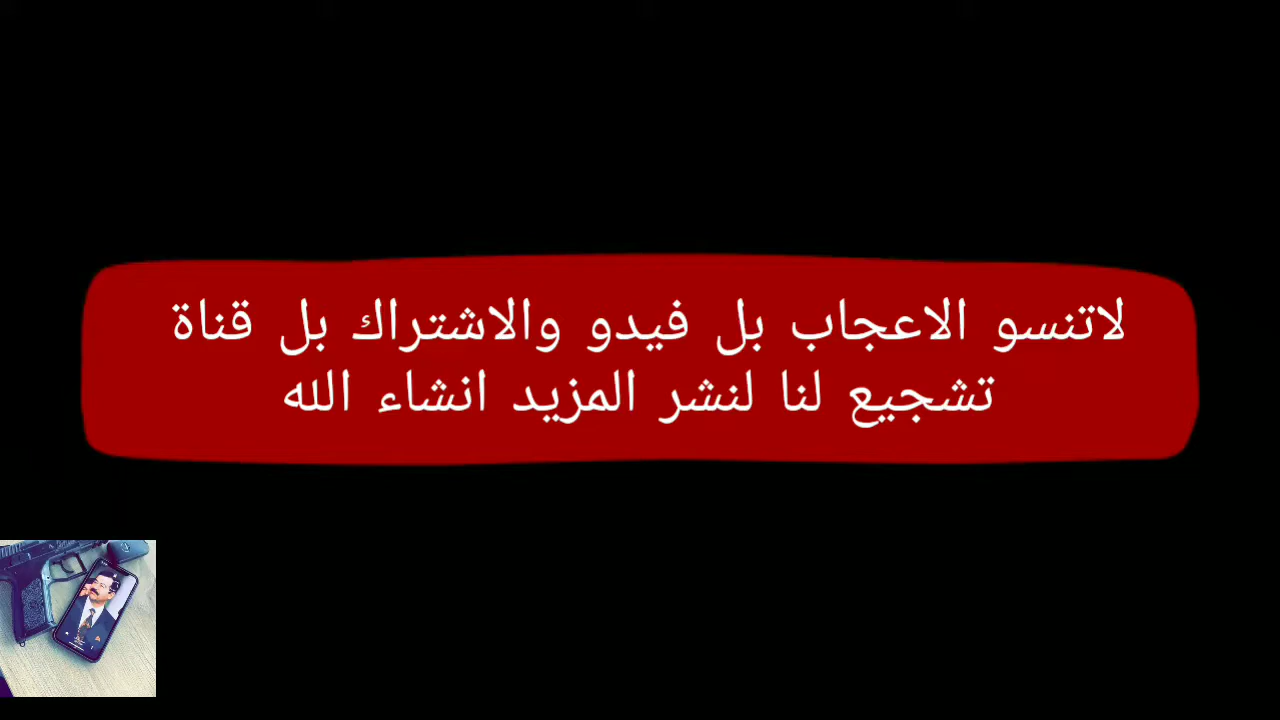 لاتنسو الاعجاب بل فيدو والاشتراك بل قناة
تشجيع لنا لنشر المزيد انشاء الله